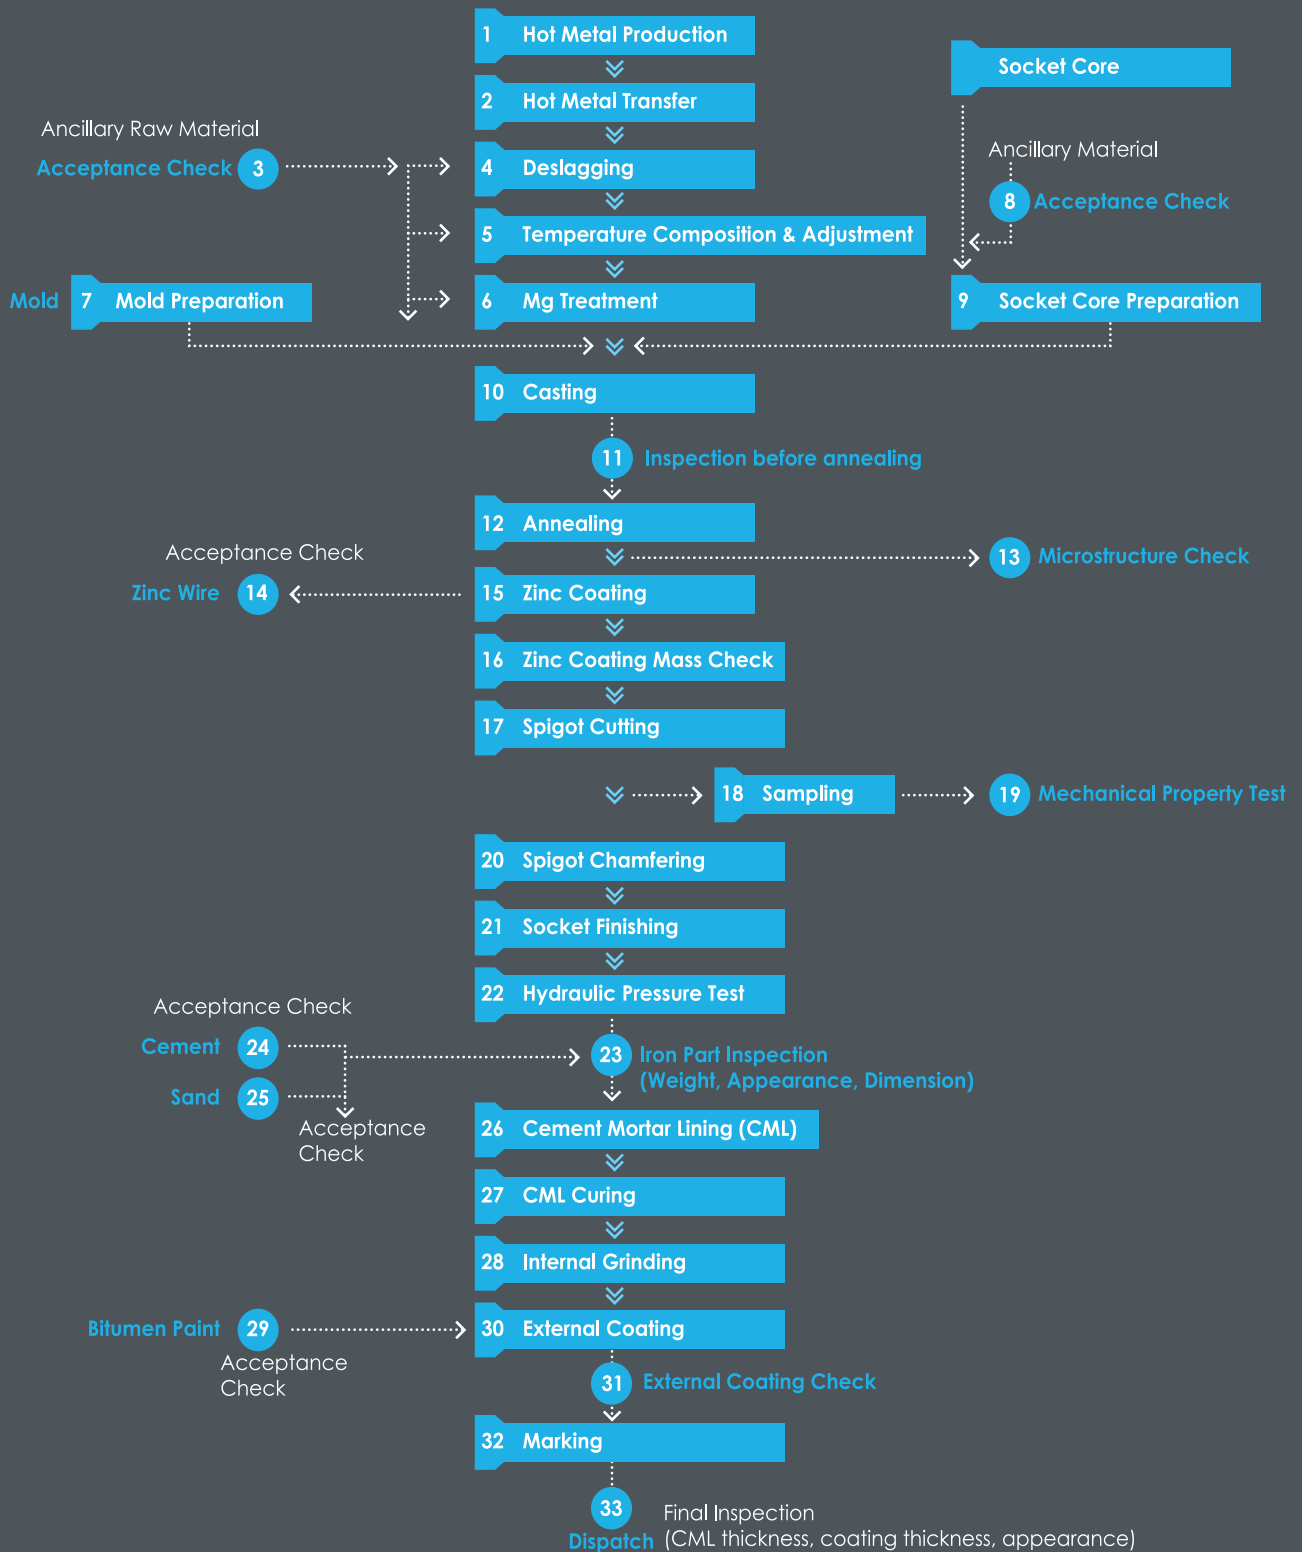 1 Hot Metal Production
Socket Core
2 Hot Metal Transfer
Ancillary Raw Material
Acceptance Check 3
4 Deslagging
Ancillary Material
8 Acceptance Check
5 Temperature Composition & Adjustment
Mold 7 Mold Preparation
6 Mg Treatment
9 Socket Core Preparation
10 Casting
11 Inspection before annealing
12 Annealing
Acceptance Check
13 Microstructure Check
Zinc Wire 14
15 Zinc Coating
16 Zinc Coating Mass Check
17 Spigot Cutting
18 Sampling
19 Mechanical Property Test
20 Spigot Chamfering
21 Socket Finishing
22 Hydraulic Pressure Test
Acceptance Check
Cement 24
23 Iron Part Inspection
(Weight, Appearance, Dimension)
Sand 25
Acceptance
Check
26 Cement Mortar Lining (CML)
27 CML Curing
28 Internal Grinding
Bitumen Paint 29
Acceptance
Check
30 External Coating
31 External Coating Check
32 Marking
33 Final Inspection
Dispatch (CML thickness, coating thickness, appearance)